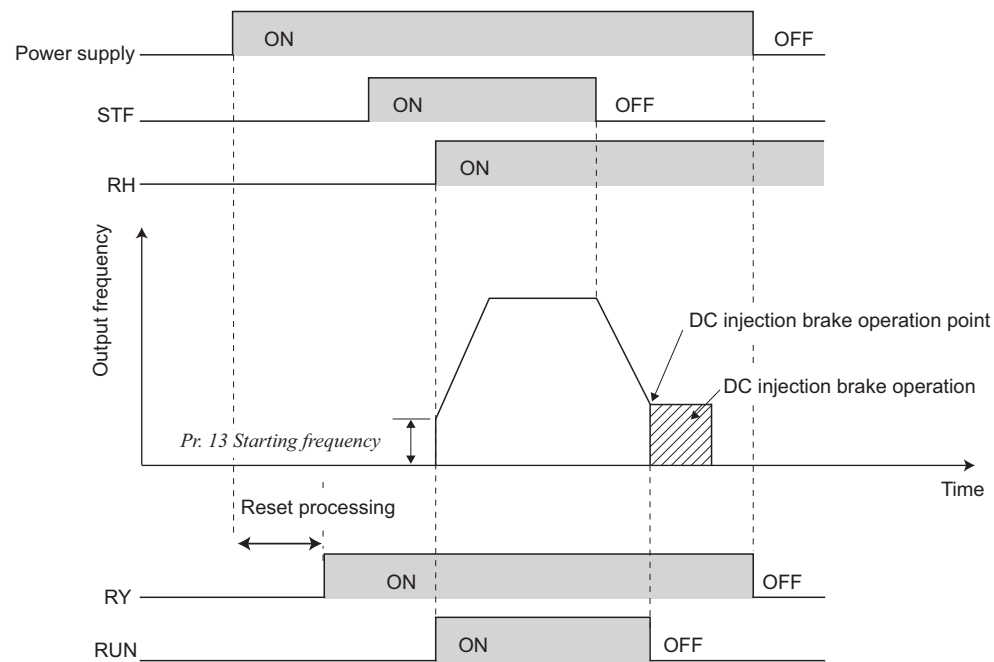 Power supply
ON
OFF
STF
ON
OFF
RH
ON
Output frequency
DC injection brake operation point
DC injection brake operation
Pr. 13 Starting frequency
Time
Reset processing
RY
ON
OFF
RUN
ON
OFF